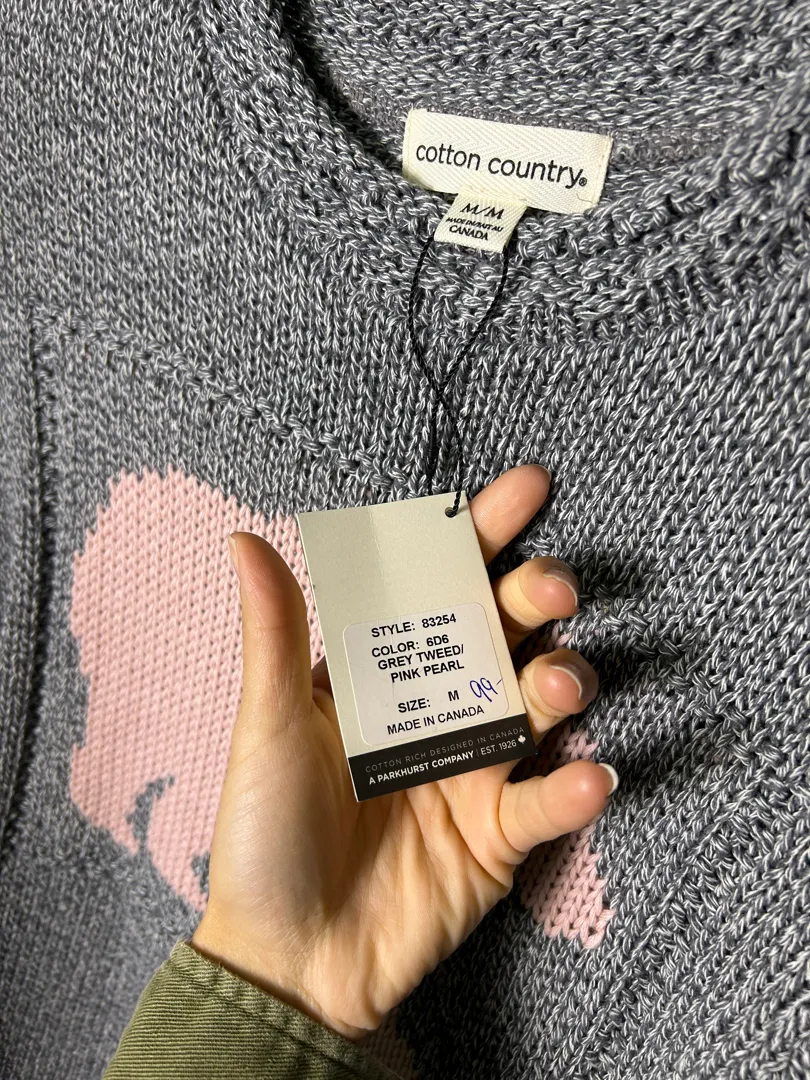 cotton country®
M/M
MADE IN/FAIT AU
CANADA
STYLE: 83254
COLOR: 6D6
GREY TWEED/
PINK PEARL
SIZE: M 99-
MADE IN CANADA
COTTON RICH DESIGNED IN CANADA
A PARKHURST COMPANY | EST. 1926